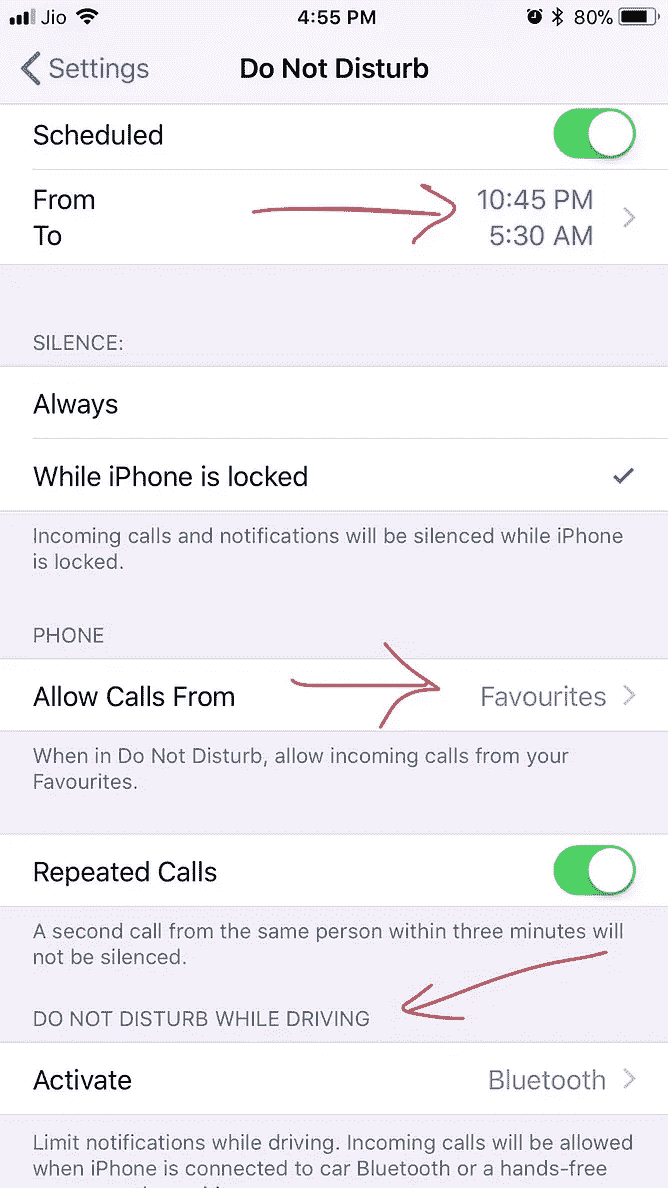 Jio 4:55 PM 80%
Settings Do Not Disturb
Scheduled
From 10:45 PM
To 5:30 AM
SILENCE:
Always
While iPhone is locked
Incoming calls and notifications will be silenced while iPhone
is locked.
PHONE
Allow Calls From Favourites
When in Do Not Disturb, allow incoming calls from your
Favourites.
Repeated Calls
A second call from the same person within three minutes will
not be silenced.
DO NOT DISTURB WHILE DRIVING
Activate Bluetooth
Limit notifications while driving. Incoming calls will be allowed
when iPhone is connected to car Bluetooth or a hands-free